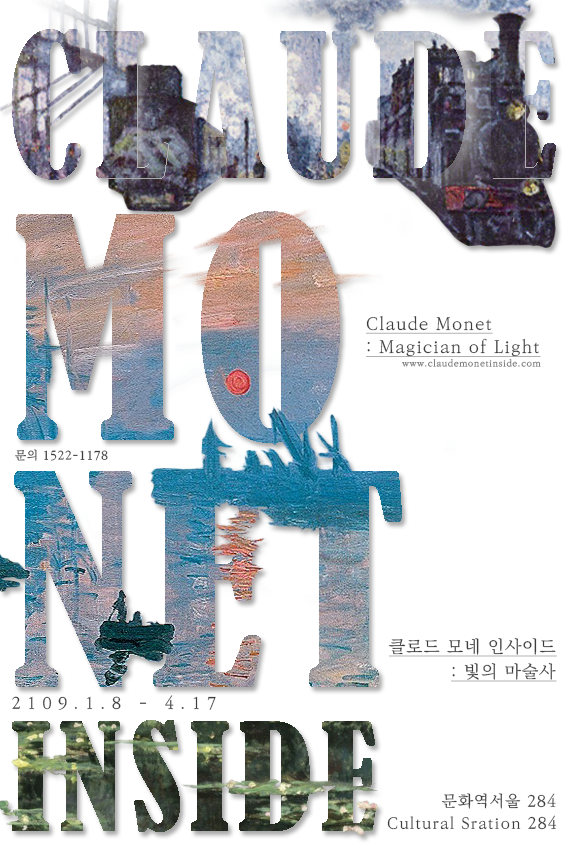 CLAUDE
MO
Claude Monet
: Magician of Light
www.claudemonetinside.com
문의 1522-1178
NET
클로드 모네 인사이드
: 빛의 마술사
2109.1.8 - 4.17
INSIDE
문화역서울 284
Cultural Sration 284